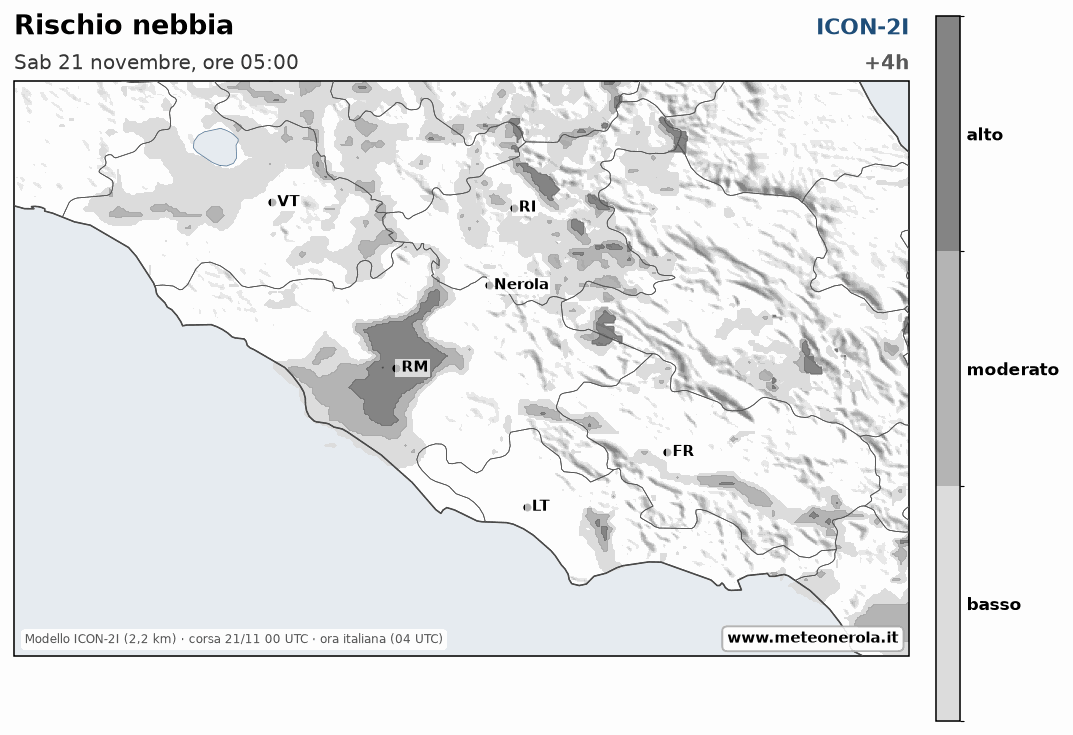 Rischio nebbia
ICON-2I
Sab 21 novembre, ore 05:00
+4h
alto
VT
RI
Nerola
RM
moderato
FR
LT
basso
Modello ICON-2I (2,2 km) · corsa 21/11 00 UTC · ora italiana (04 UTC)
www.meteonerola.it